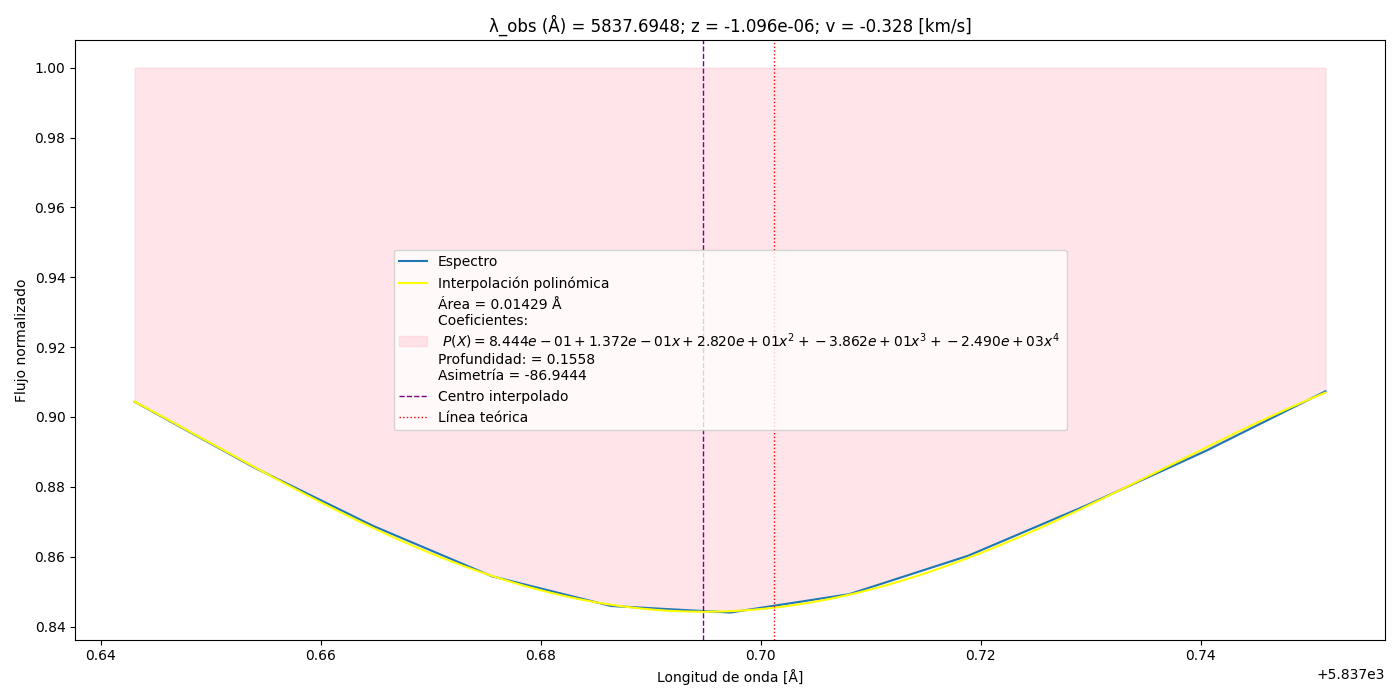 λ_obs (Å) = 5837.6948; z = -1.096e-06; v = -0.328 [km/s]
1.00
0.98
0.96
0.94
0.92
0.90
0.88
0.86
0.84
Flujo normalizado
Espectro
Interpolación polinómica
Área = 0.01429 Å
Coeficientes:
P(X) = 8.444e − 01 + 1.372e − 01x + 2.820e + 01x² + −3.862e + 01x³ + −2.490e + 03x⁴
Profundidad: = 0.1558
Asimetría = -86.9444
Centro interpolado
Línea teórica
0.64 0.66 0.68 0.70 0.72 0.74
+5.837e3
Longitud de onda [Å]